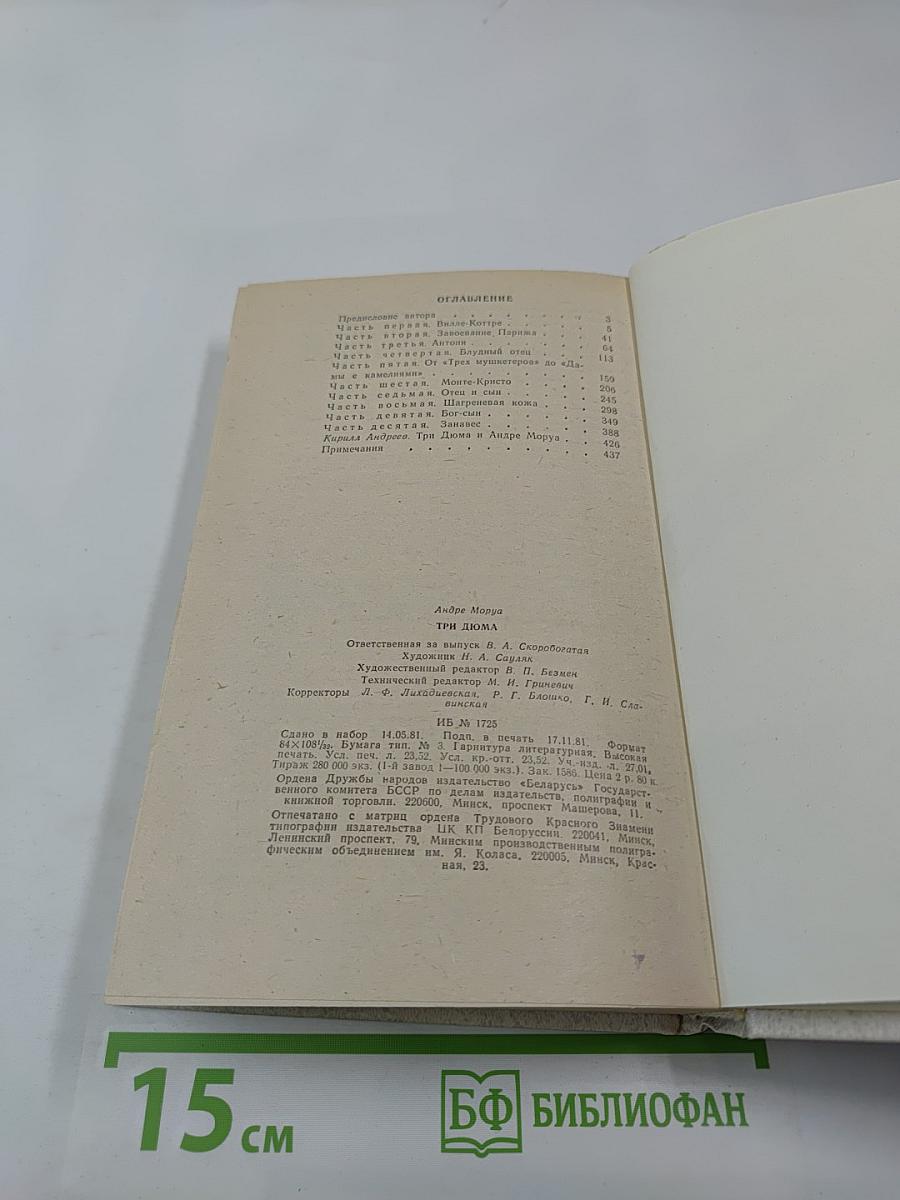 ОГЛАВЛЕНИЕ
Предисловие автора . . . . . . . . 3
Часть первая. Вилле-Коттре . . . . . 5
Часть вторая. Завоевание Парижа . . . 41
Часть третья. Антони . . . . . . 64
Часть четвертая. Блудный отец . . . 113
Часть пятая. От «Трех мушкетеров» до «Да-
мы с камелиями» . . . . . . . . 159
Часть шестая. Монте-Кристо . . . . 206
Часть седьмая. Отец и сын . . . . . 245
Часть восьмая. Шагреневая кожа . . . 298
Часть девятая. Бог-сын . . . . . . 349
Часть десятая. Занавес . . . . . . 388
Кирилл Андреев. Три Дюма и Андре Моруа . . 426
Примечания . . . . . . . . . . 437
Андре Моруа
ТРИ ДЮМА
Ответственная за выпуск В. А. Скоробогатая
Художник Н. А. Сауляк
Художественный редактор В. П. Безмен
Технический редактор М. И. Гриневич
Корректоры Л. Ф. Лихадиевская, Р. Г. Блошко, Г. И. Сла-
винская
ИБ № 1725
Сдано в набор 14.05.81. Подп. в печать 17.11.81. Формат
84×108¹/₃₂. Бумага тип. № 3. Гарнитура литературная. Высокая
печать. Усл. печ. л. 23,52. Усл. кр.-отт. 23,52. Уч.-изд. л. 27,01.
Тираж 280 000 экз. (1-й завод 1—100 000 экз.). Зак. 1586. Цена 2 р. 80 к.
Ордена Дружбы народов издательство «Беларусь» Государст-
венного комитета БССР по делам издательств, полиграфии и
книжной торговли. 220600, Минск, проспект Машерова, 11.
Отпечатано с матриц ордена Трудового Красного Знамени
типографии издательства ЦК КП Белоруссии. 220041, Минск,
Ленинский проспект, 79, Минским производственным полигра-
фическим объединением им. Я. Коласа. 220005, Минск, Крас-
ная, 23.
15 см
БФ БИБЛИОФАН